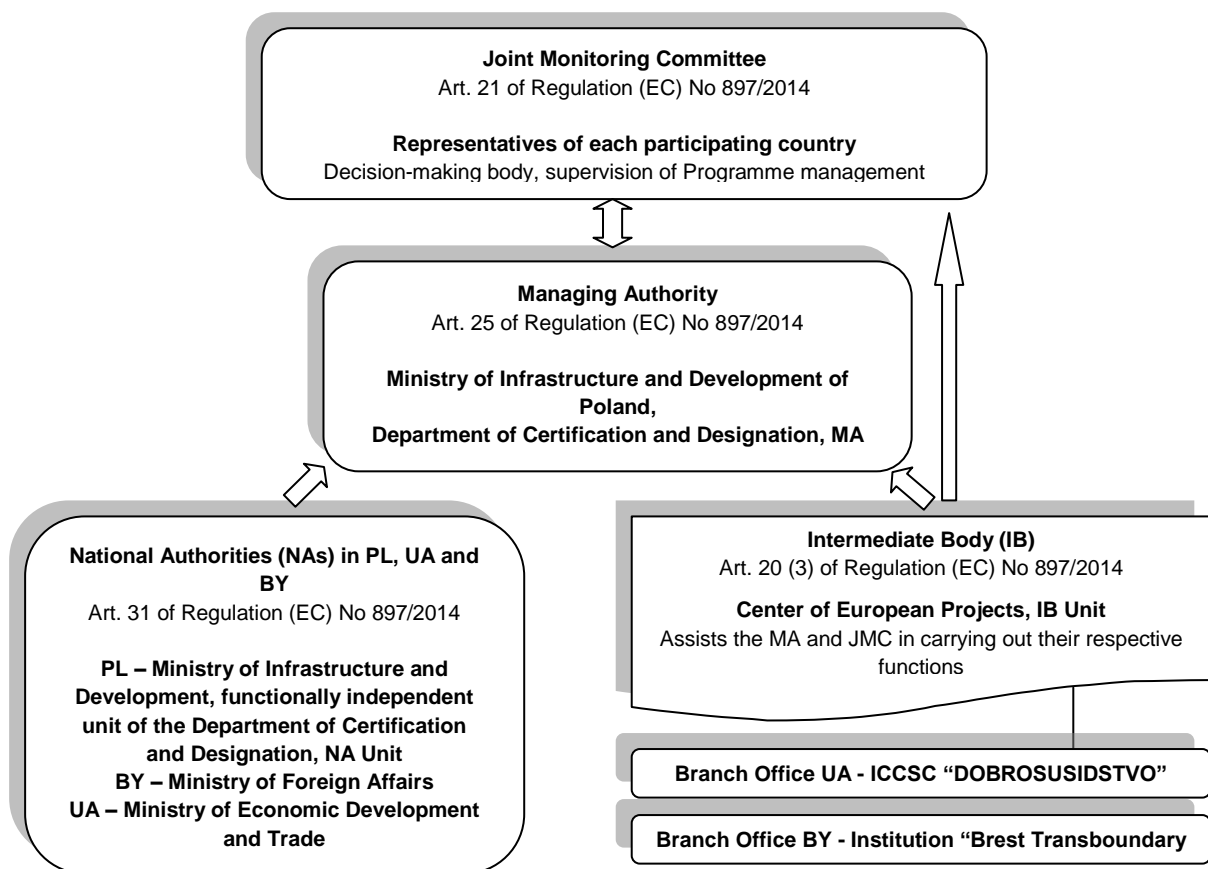 Joint Monitoring Committee
Art. 21 of Regulation (EC) No 897/2014
Representatives of each participating country
Decision-making body, supervision of Programme management
Managing Authority
Art. 25 of Regulation (EC) No 897/2014
Ministry of Infrastructure and Development of
Poland,
Department of Certification and Designation, MA
National Authorities (NAs) in PL, UA and
BY
Art. 31 of Regulation (EC) No 897/2014
PL – Ministry of Infrastructure and
Development, functionally independent
unit of the Department of Certification
and Designation, NA Unit
BY – Ministry of Foreign Affairs
UA – Ministry of Economic Development
and Trade
Intermediate Body (IB)
Art. 20 (3) of Regulation (EC) No 897/2014
Center of European Projects, IB Unit
Assists the MA and JMC in carrying out their respective
functions
Branch Office UA - ICCSC “DOBROSUSIDSTVO”
Branch Office BY - Institution “Brest Transboundary